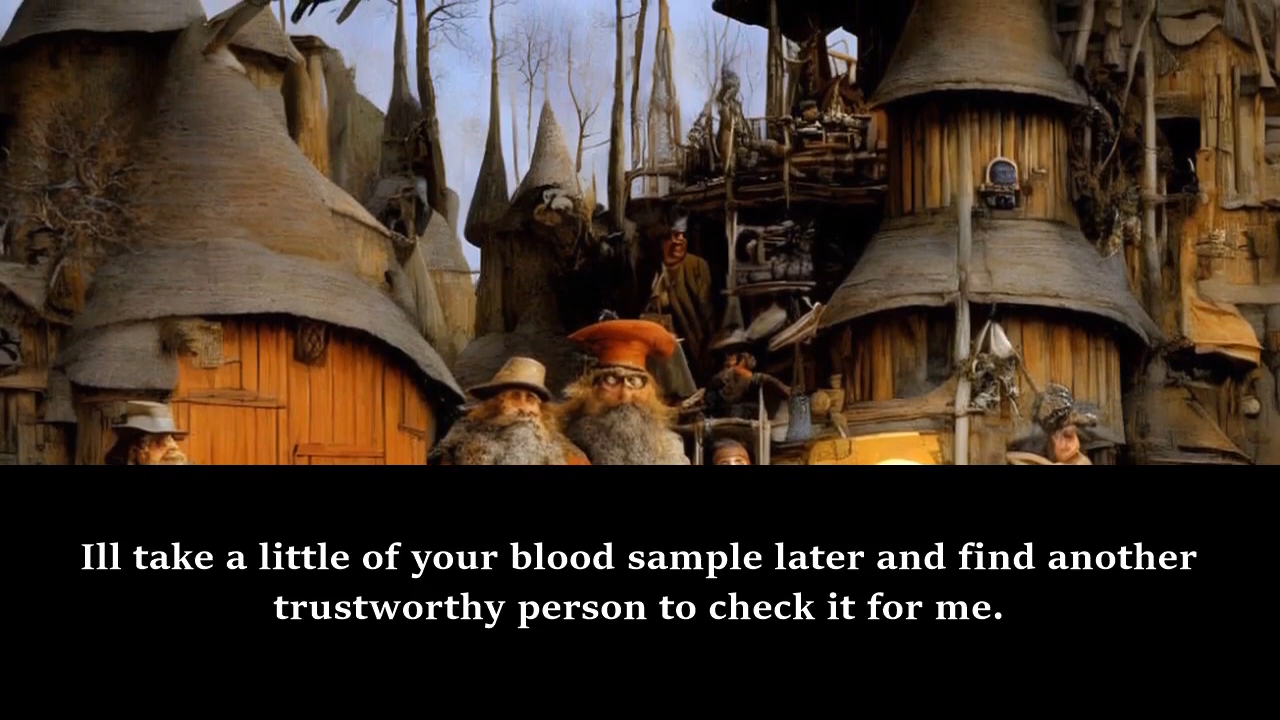 Ill take a little of your blood sample later and find another
trustworthy person to check it for me.